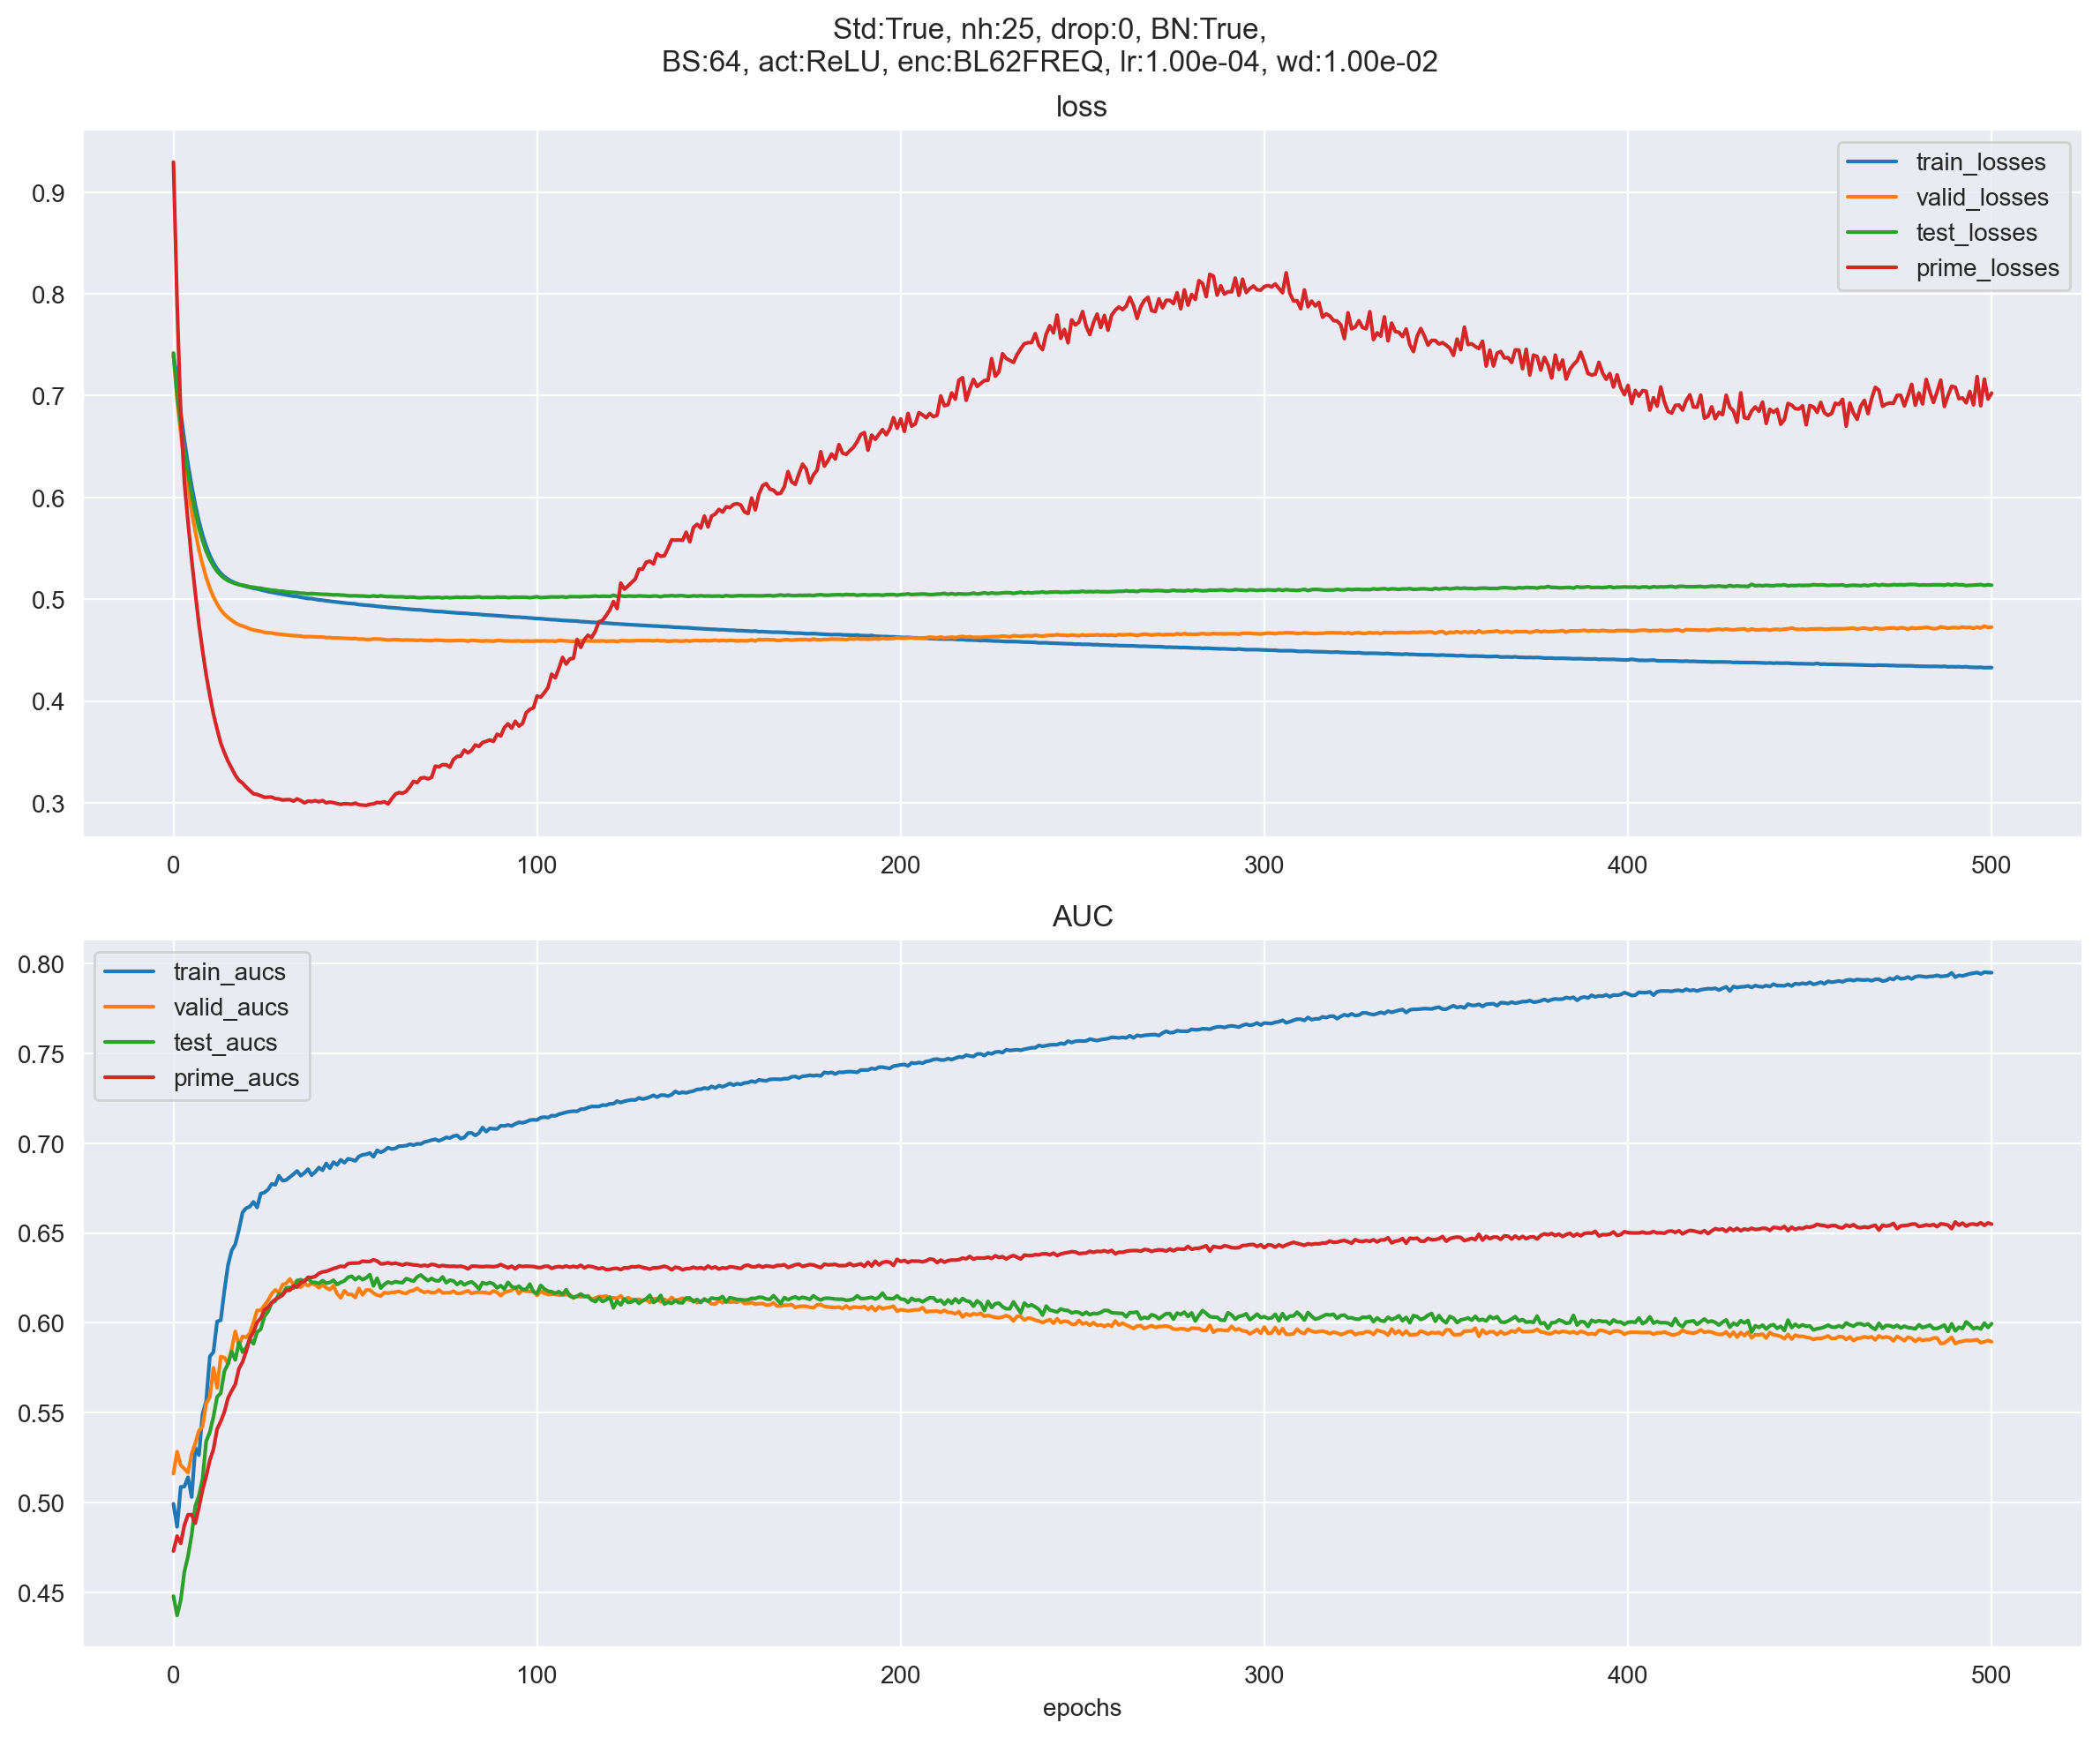 Std:True, nh:25, drop:0, BN:True,
BS:64, act:ReLU, enc:BL62FREQ, lr:1.00e-04, wd:1.00e-02
loss
train_losses
valid_losses
test_losses
prime_losses
0.9
0.8
0.7
0.6
0.5
0.4
0.3
0 100 200 300 400 500
AUC
train_aucs
valid_aucs
test_aucs
prime_aucs
0.80
0.75
0.70
0.65
0.60
0.55
0.50
0.45
0 100 200 300 400 500
epochs